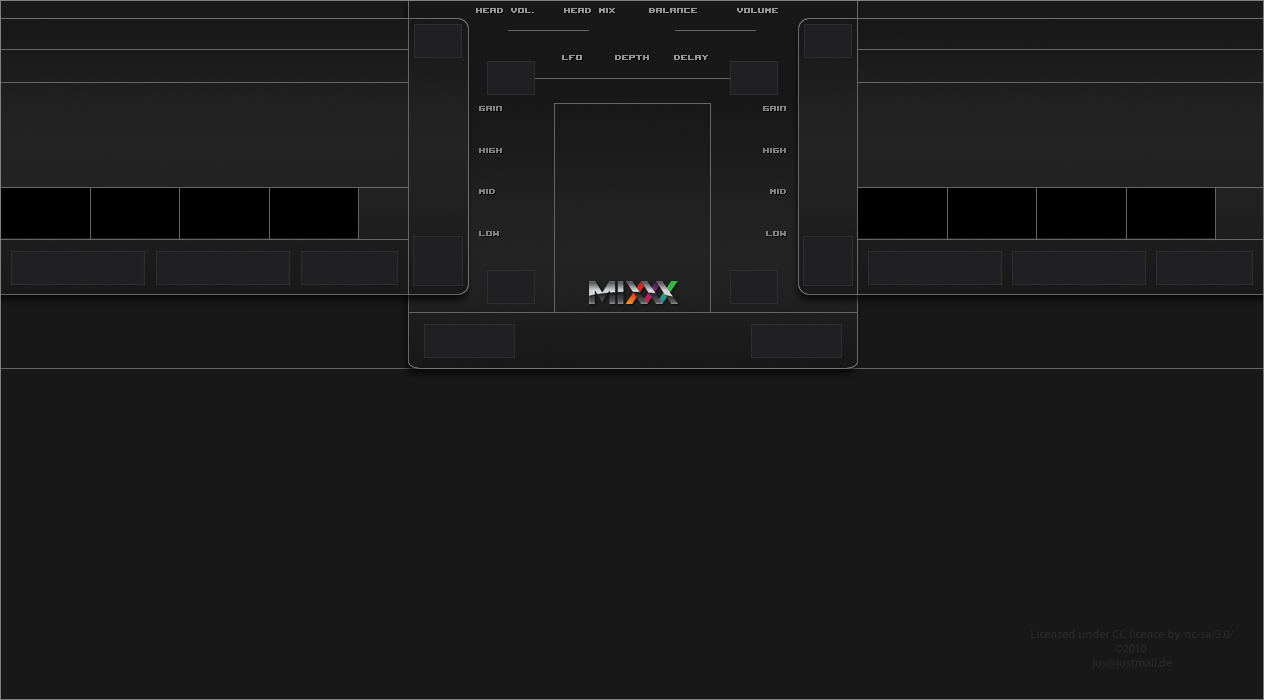 HEAD VOL. HEAD MIX BALANCE VOLUME
LFO DEPTH DELAY
GAIN GAIN
HIGH HIGH
MID MID
LOW LOW
MIXXX
Licensed under CC licence by-nc-sa/3.0/
©2010
jus@justmail.de